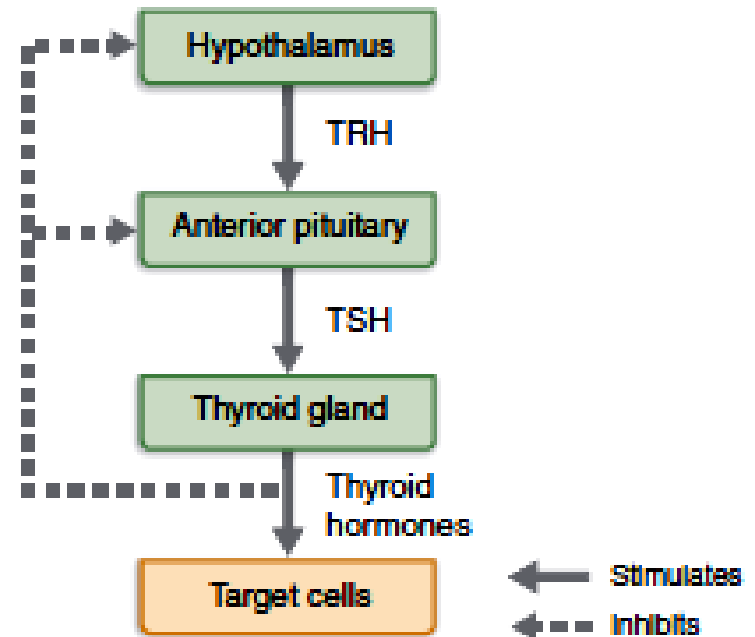 Hypothalamus
TRH
Anterior pituitary
TSH
Thyroid gland
Thyroid
hormones
Target cells
Stimulates
Inhibits